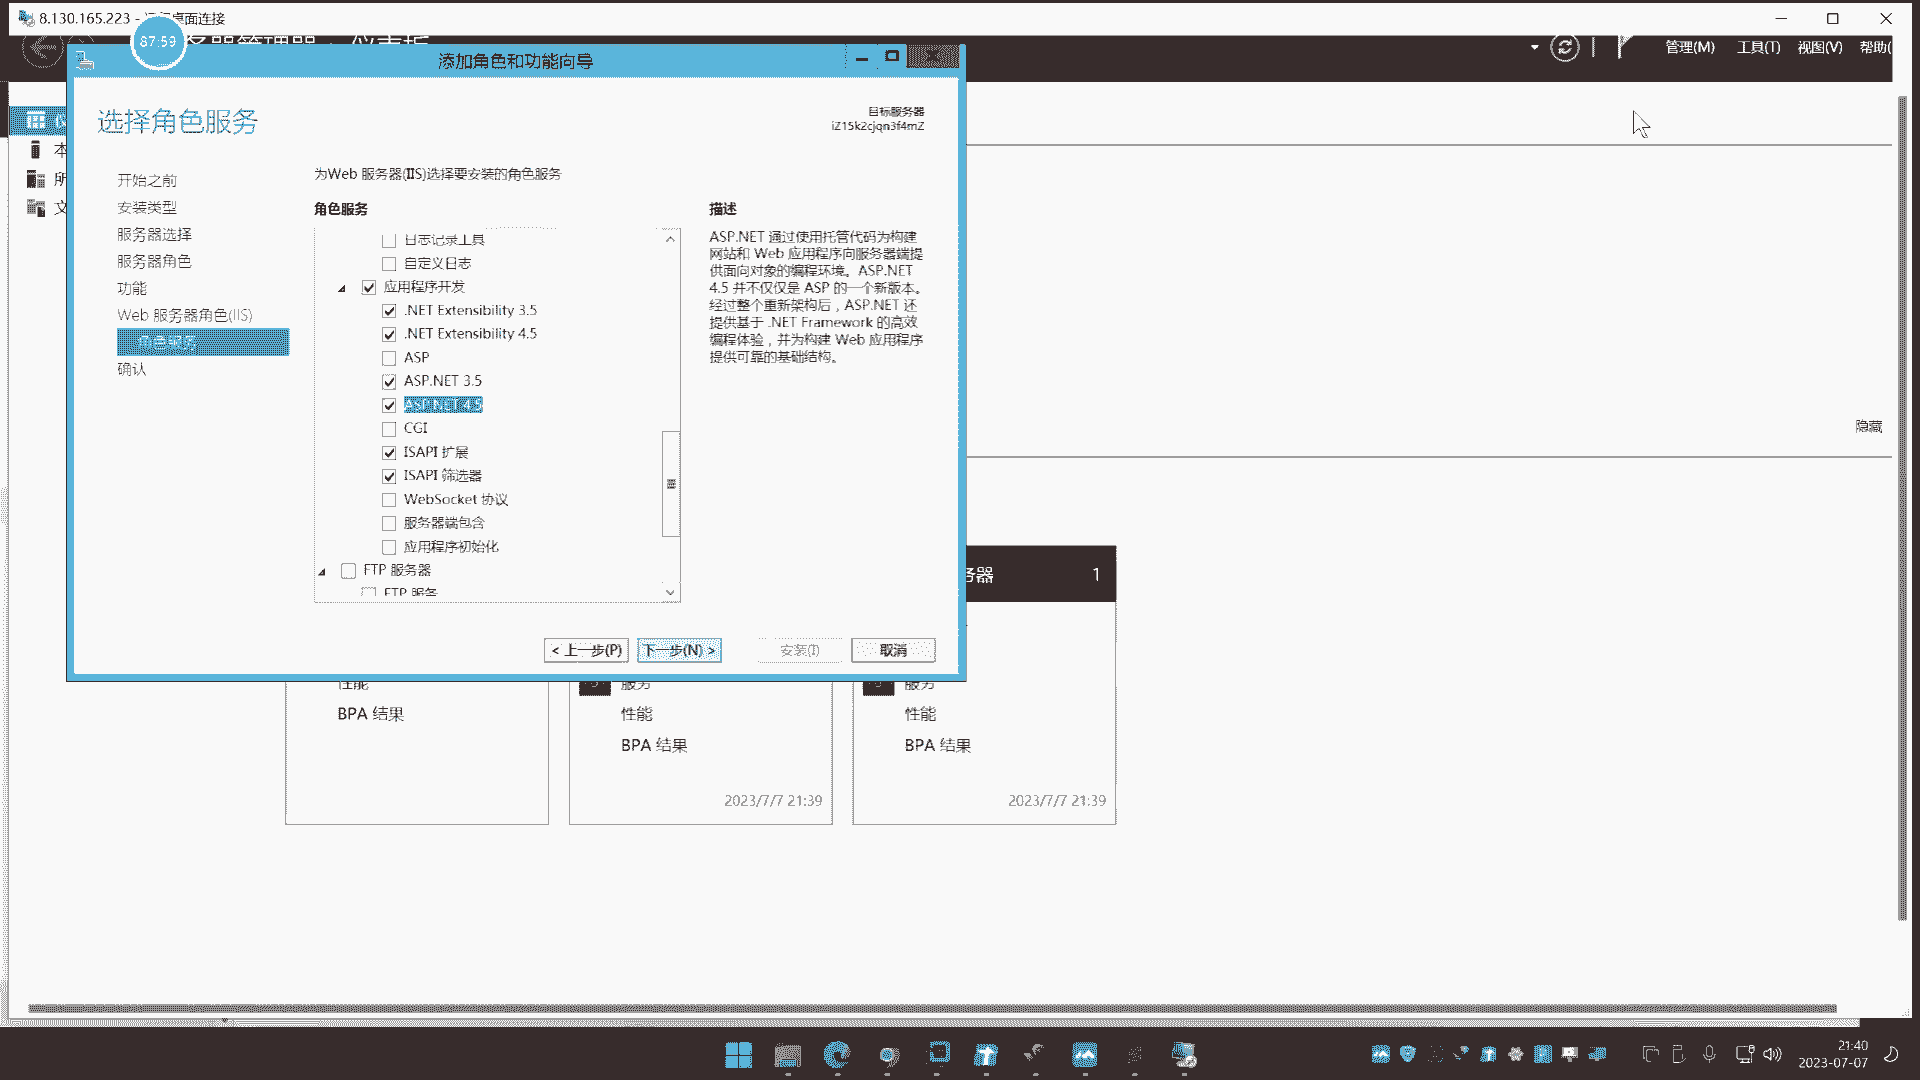 8.130.165.223 -
桌面连接
87:59
管理(M)
工具(T)
视图(V)
帮助(
添加角色和功能向导
选择角色服务
目标服务器
iZ15k2cjqn3f4mZ
本
所
文
开始之前
安装类型
服务器选择
服务器角色
功能
Web 服务器角色(IIS)
角色服务
确认
为Web 服务器(IIS)选择要安装的角色服务
角色服务
日志记录工具
自定义日志
应用程序开发
.NET Extensibility 3.5
.NET Extensibility 4.5
ASP
ASP.NET 3.5
ASP.NET 4.5
CGI
ISAPI 扩展
ISAPI 筛选器
WebSocket 协议
服务器端包含
应用程序初始化
FTP 服务器
FTP 服务
描述
ASP.NET 通过使用托管代码为构建
网站和 Web 应用程序向服务器端提
供面向对象的编程环境。ASP.NET
4.5 并不仅仅是 ASP 的一个新版本。
经过整个重新架构后，ASP.NET 还
提供基于 .NET Framework 的高效
编程体验，并为构建 Web 应用程序
提供可靠的基础结构。
< 上一步(P)
下一步(N) >
安装(I)
取消
隐藏
务器
1
性能
BPA 结果
服务
性能
BPA 结果
2023/7/7 21:39
服务
性能
BPA 结果
2023/7/7 21:39
21:40
2023-07-07